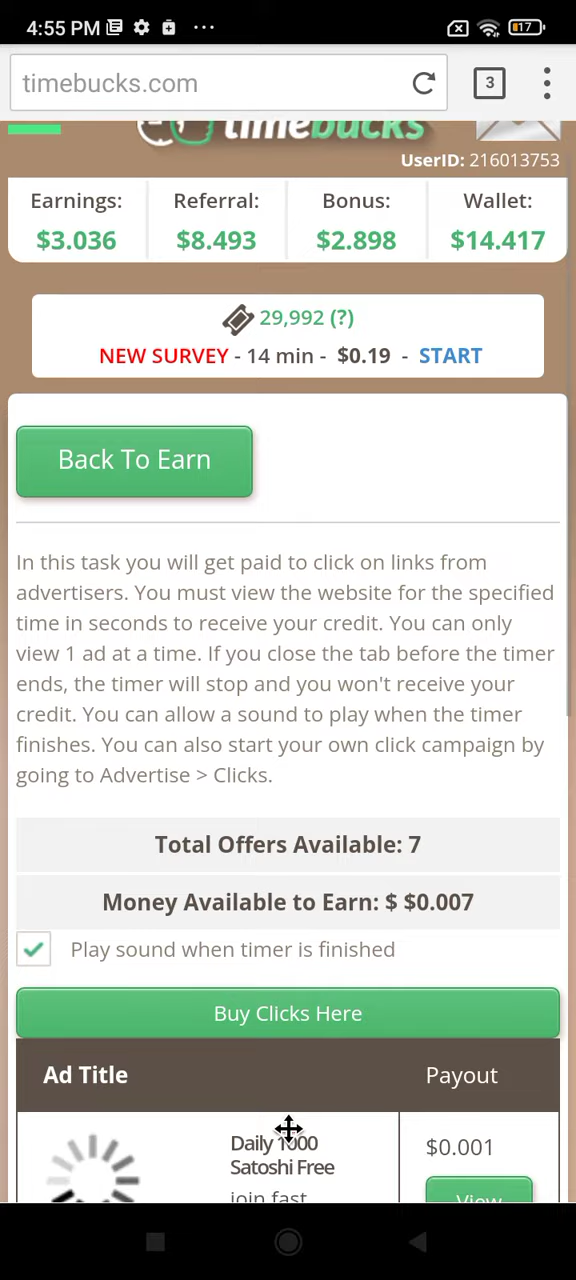 4:55 PM
17
timebucks.com
3
timebucks
UserID: 216013753
Earnings: Referral: Bonus: Wallet:
$3.036 $8.493 $2.898 $14.417
29,992 (?)
NEW SURVEY - 14 min - $0.19 - START
Back To Earn
In this task you will get paid to click on links from
advertisers. You must view the website for the specified
time in seconds to receive your credit. You can only
view 1 ad at a time. If you close the tab before the timer
ends, the timer will stop and you won't receive your
credit. You can allow a sound to play when the timer
finishes. You can also start your own click campaign by
going to Advertise > Clicks.
Total Offers Available: 7
Money Available to Earn: $ $0.007
Play sound when timer is finished
Buy Clicks Here
Ad Title Payout
Daily 1000 $0.001
Satoshi Free
join fast View